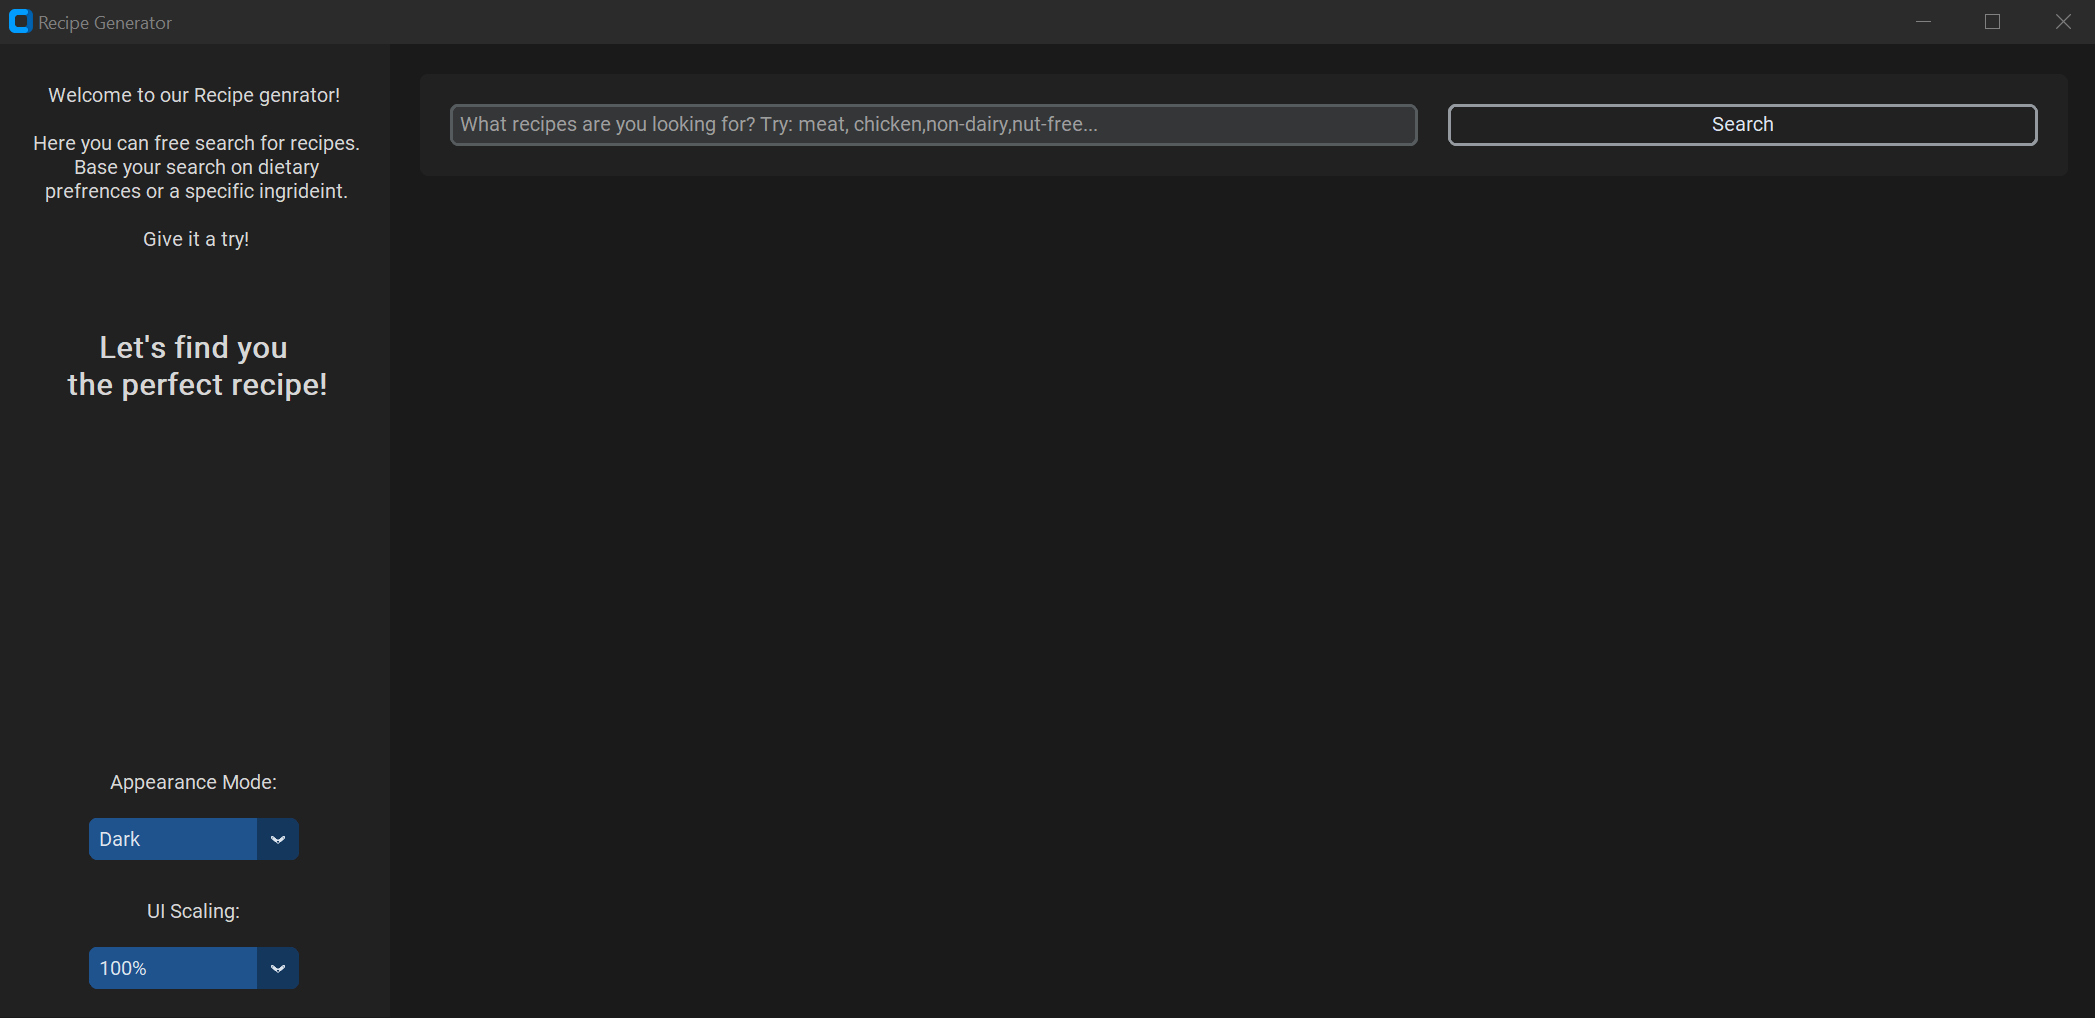 Recipe Generator
Welcome to our Recipe genrator!
Here you can free search for recipes.
Base your search on dietary
prefrences or a specific ingrideint.
Give it a try!
Let's find you
the perfect recipe!
Appearance Mode:
Dark
UI Scaling:
100%
What recipes are you looking for? Try: meat, chicken,non-dairy,nut-free...
Search